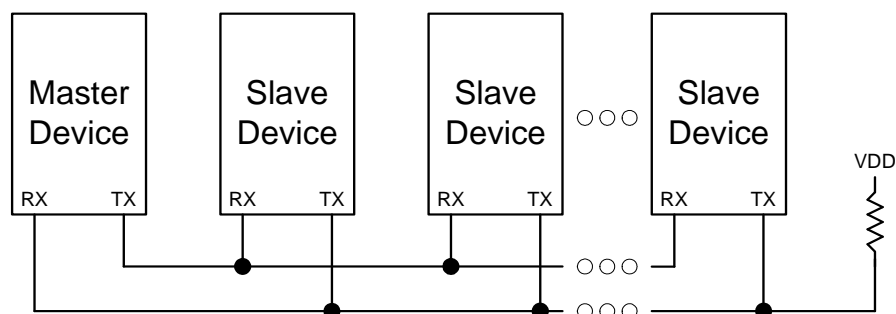 Master
Device
Slave
Device
Slave
Device
Slave
Device
VDD
RX TX
RX TX
RX TX
RX TX